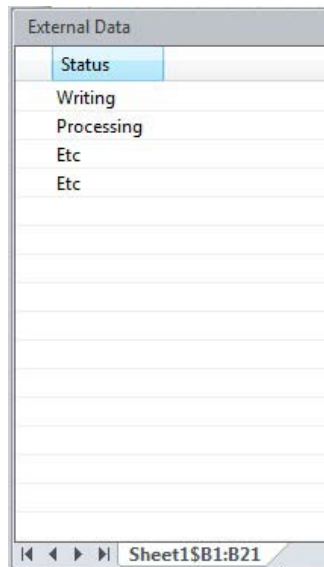 External Data
Status
Writing
Processing
Etc
Etc
Sheet1$B1:B21